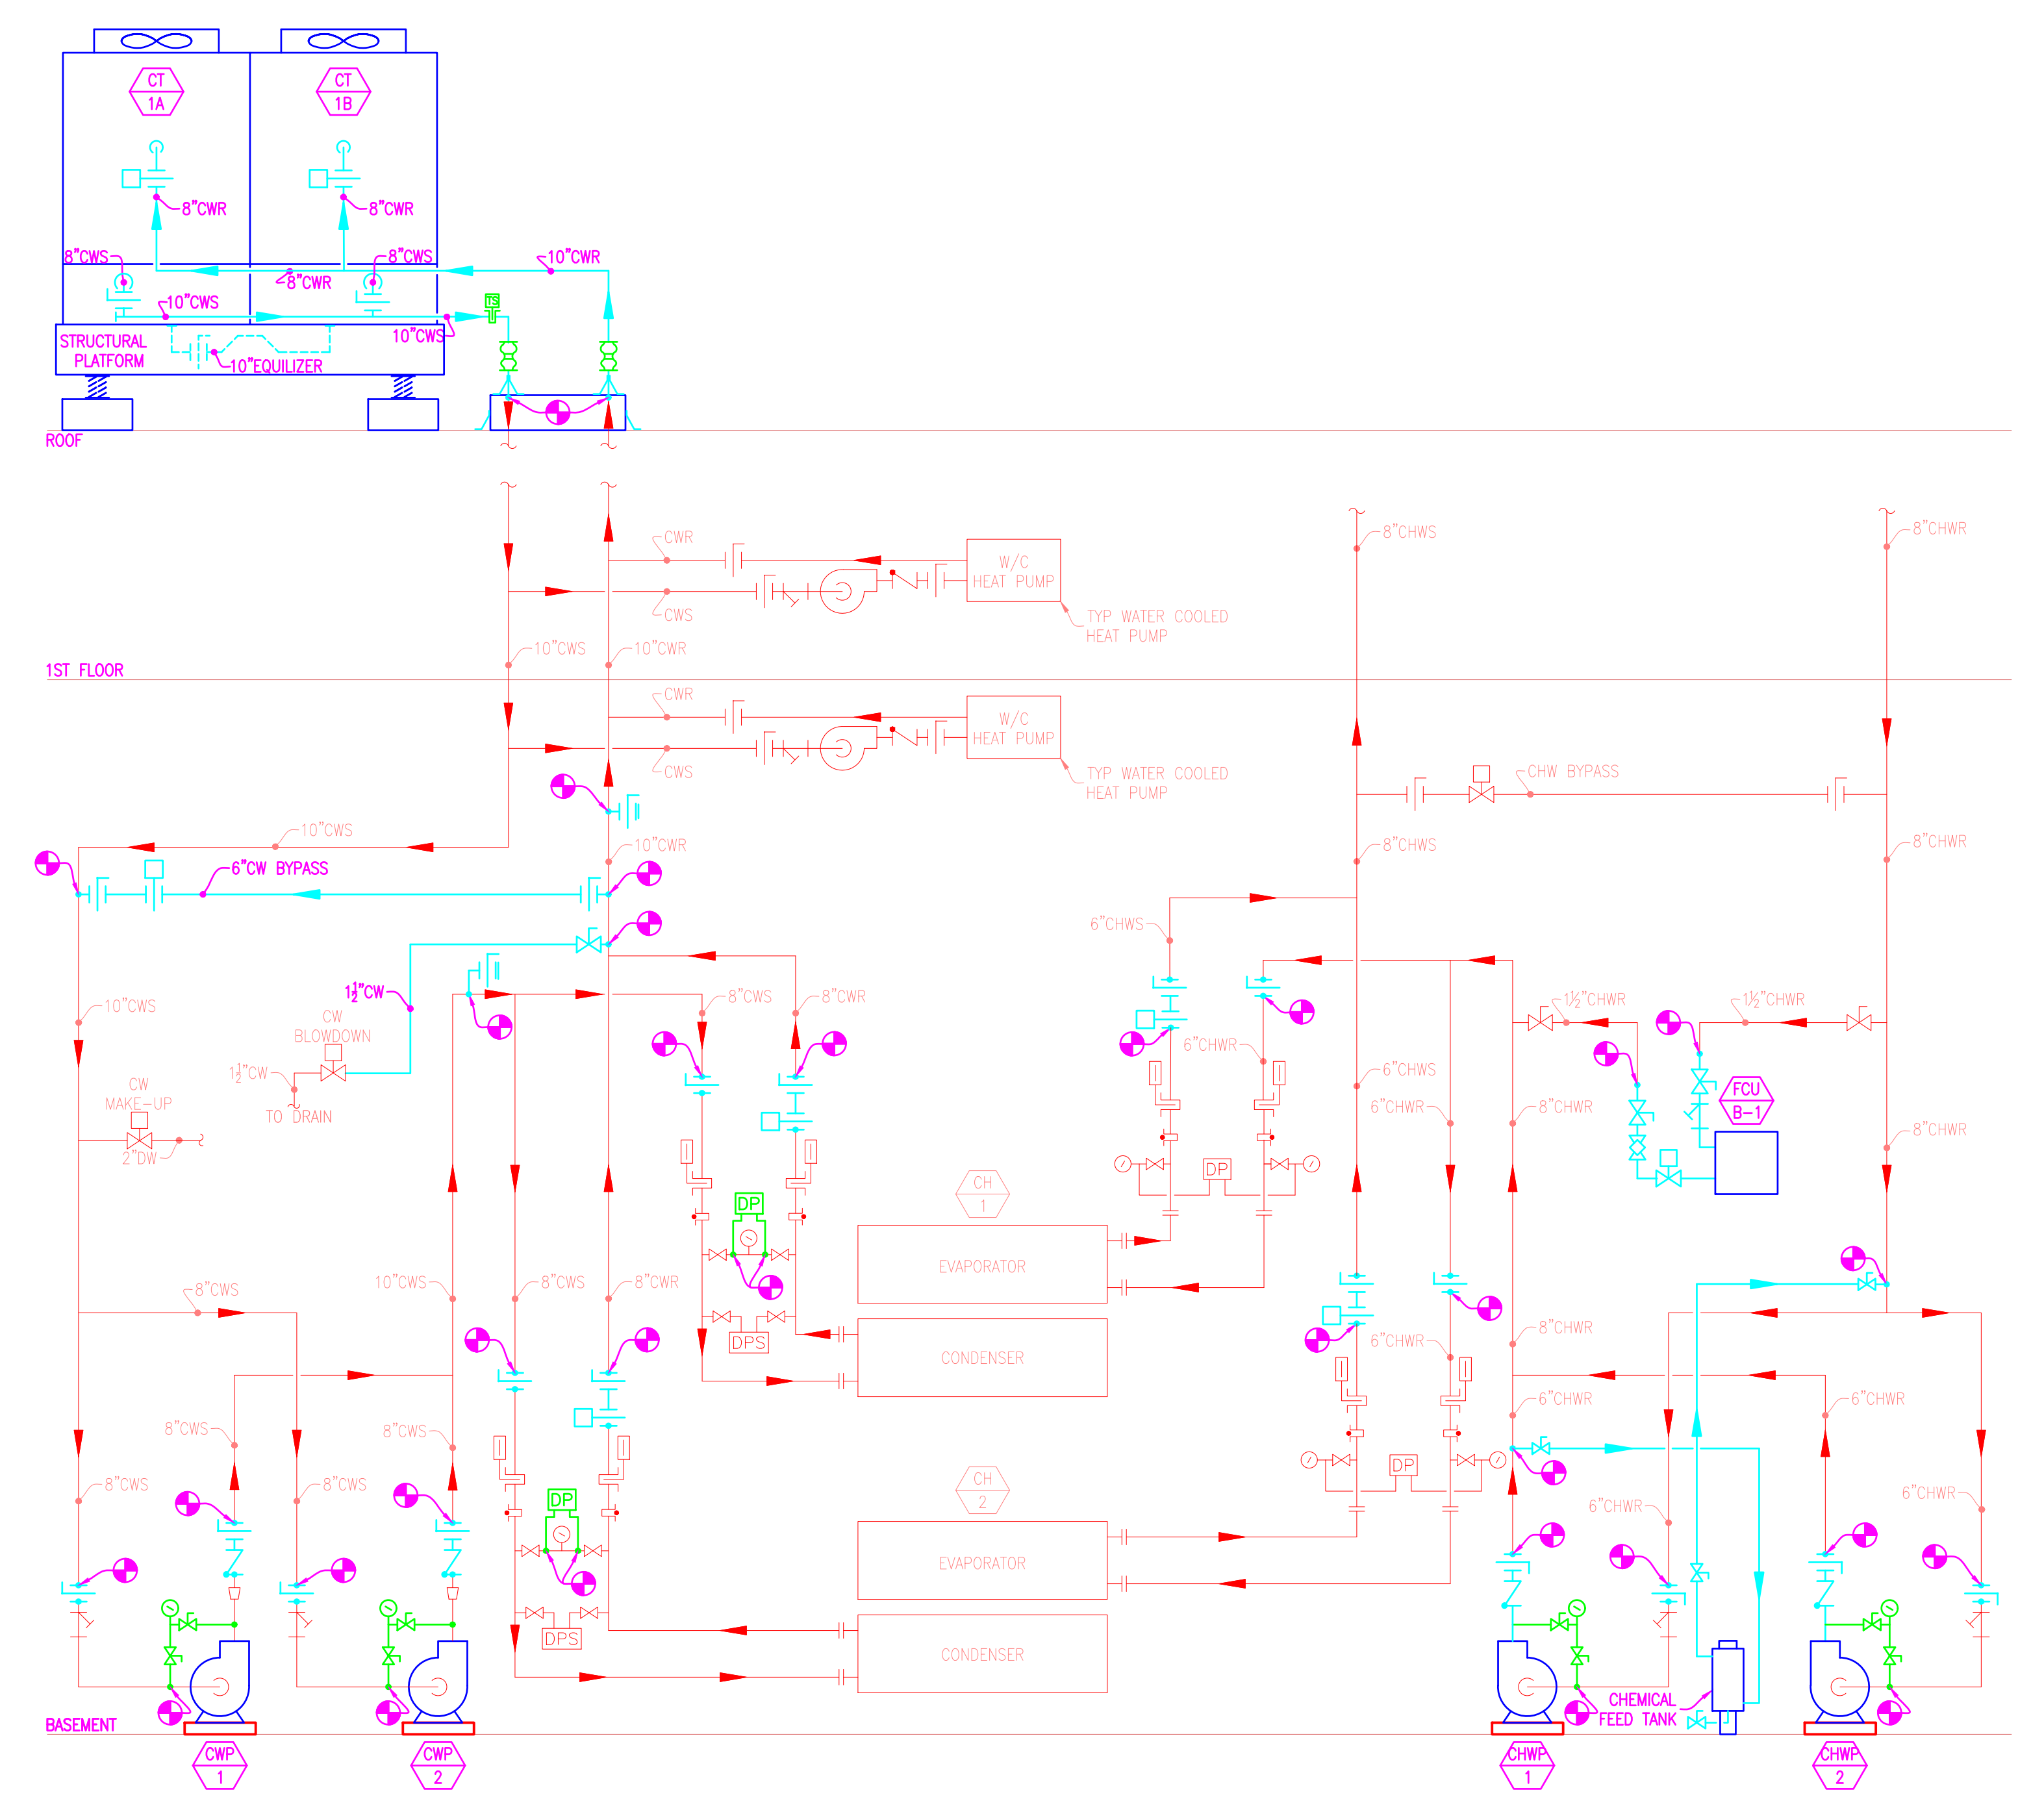 CT
1A
CT
1B
8"CWR
8"CWR
8"CWS
8"CWS
10"CWR
8"CWR
10"CWS
TS
10"CWS
STRUCTURAL
PLATFORM
10"EQUILIZER
ROOF
CWR
W/C
HEAT PUMP
CWS
TYP WATER COOLED
HEAT PUMP
8"CHWS
8"CHWR
10"CWS
10"CWR
1ST FLOOR
CWR
W/C
HEAT PUMP
CWS
TYP WATER COOLED
HEAT PUMP
CHW BYPASS
10"CWS
10"CWR
8"CHWS
8"CHWR
6"CW BYPASS
6"CHWS
1½"CW
8"CWS
8"CWR
10"CWS
1½"CHWR
1½"CHWR
CW
BLOWDOWN
6"CHWR
1½"CW
TO DRAIN
CW
MAKE-UP
2"DW
6"CHWS
6"CHWR
8"CHWR
FCU
B-1
8"CHWR
DP
CH
1
DP
EVAPORATOR
8"CWS
10"CWS
8"CWS
8"CWR
DPS
CONDENSER
6"CHWR
8"CHWR
8"CWS
8"CWS
6"CHWR
6"CHWR
8"CWS
8"CWS
DP
CH
2
DP
6"CHWR
6"CHWR
EVAPORATOR
DPS
CONDENSER
CHEMICAL
FEED TANK
BASEMENT
CWP
1
CWP
2
CHWP
1
CHWP
2